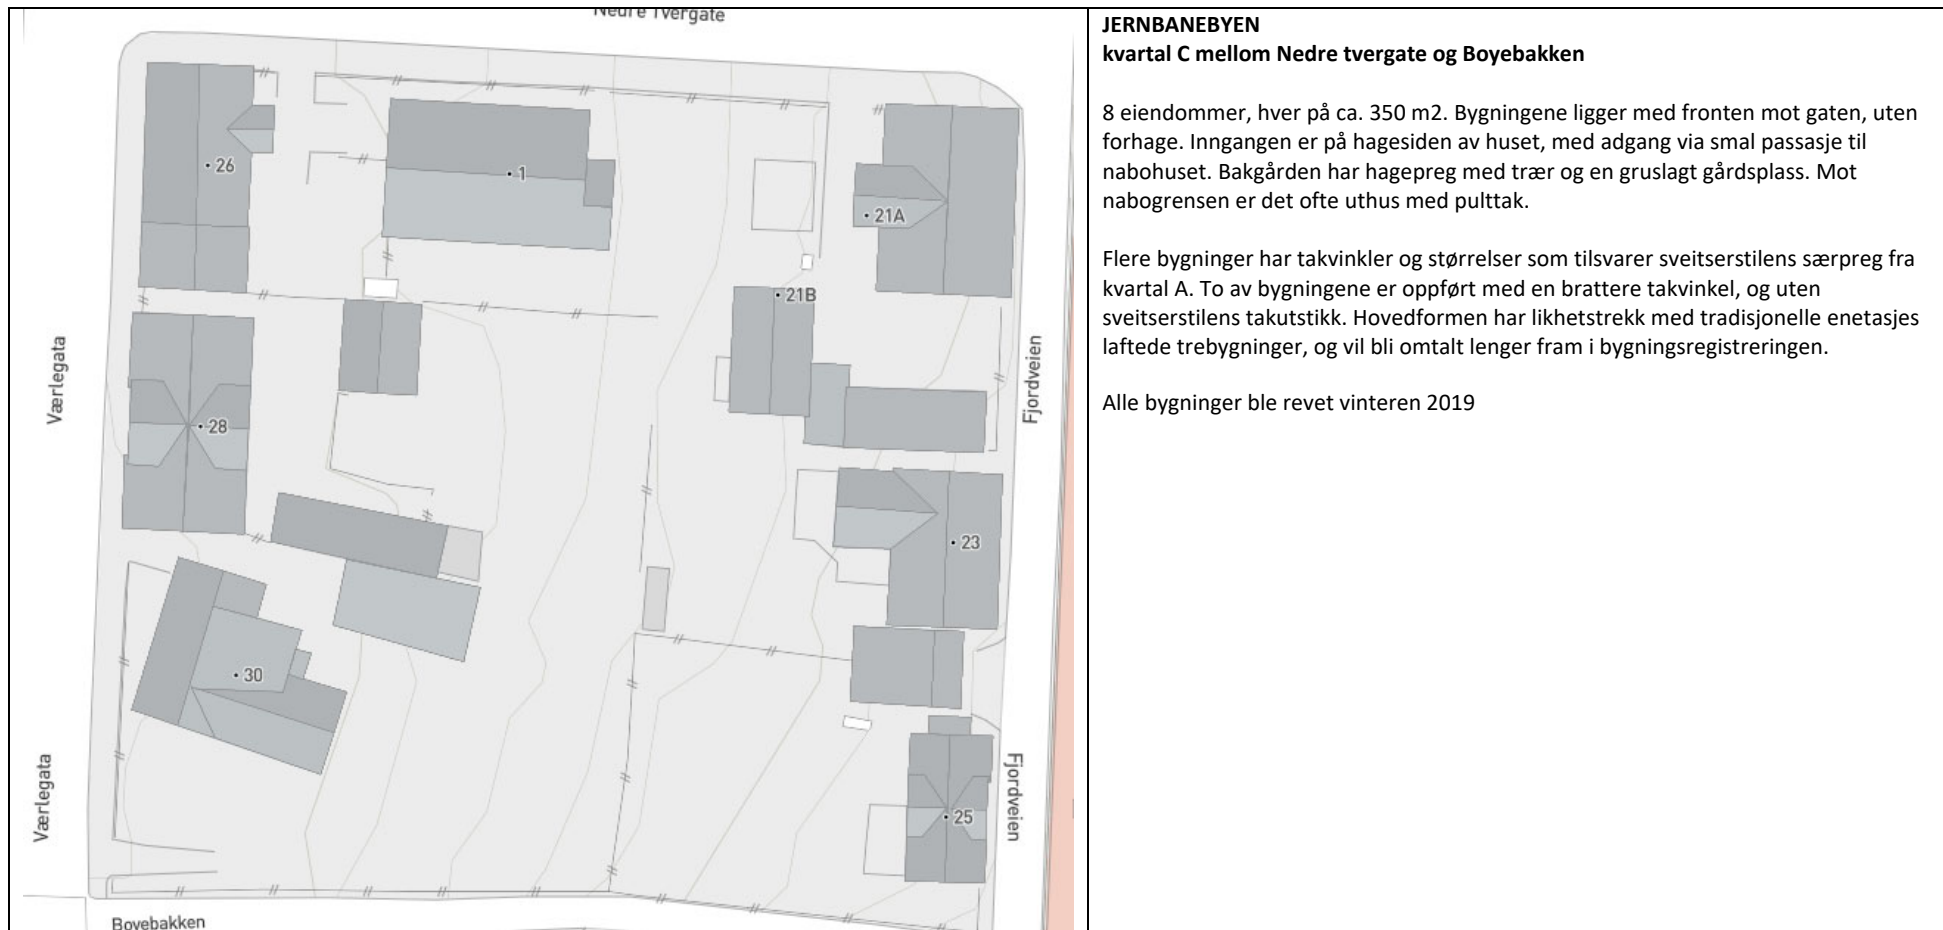 Nedre Tvergate
26
1
21A
21B
Værlegata
Fjordveien
28
23
30
Værlegata
Fjordveien
25
Boyebakken
JERNBANEBYEN
kvartal C mellom Nedre tvergate og Boyebakken
8 eiendommer, hver på ca. 350 m2. Bygningene ligger med fronten mot gaten, uten
forhage. Inngangen er på hagesiden av huset, med adgang via smal passasje til
nabohuset. Bakgården har hagepreg med trær og en gruslagt gårdsplass. Mot
nabogrensen er det ofte uthus med pulttak.
Flere bygninger har takvinkler og størrelser som tilsvarer sveitserstilens særpreg fra
kvartal A. To av bygningene er oppført med en brattere takvinkel, og uten
sveitserstilens takutstikk. Hovedformen har likhetstrekk med tradisjonelle enetasjes
laftede trebygninger, og vil bli omtalt lenger fram i bygningsregistreringen.
Alle bygninger ble revet vinteren 2019